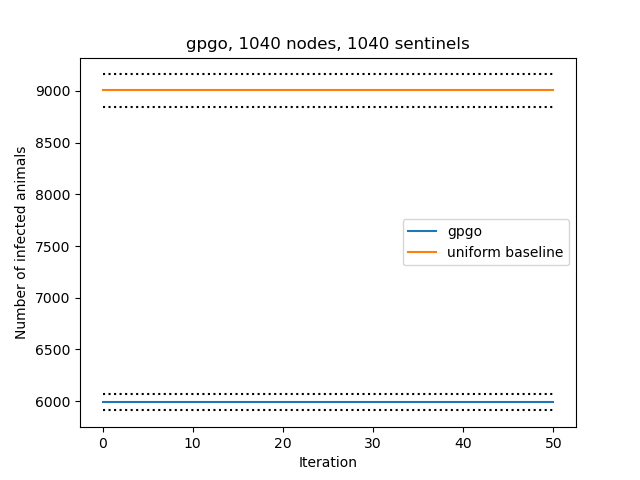 gpgo, 1040 nodes, 1040 sentinels
Number of infected animals
9000
8500
8000
7500
7000
6500
6000
gpgo
uniform baseline
0 10 20 30 40 50
Iteration